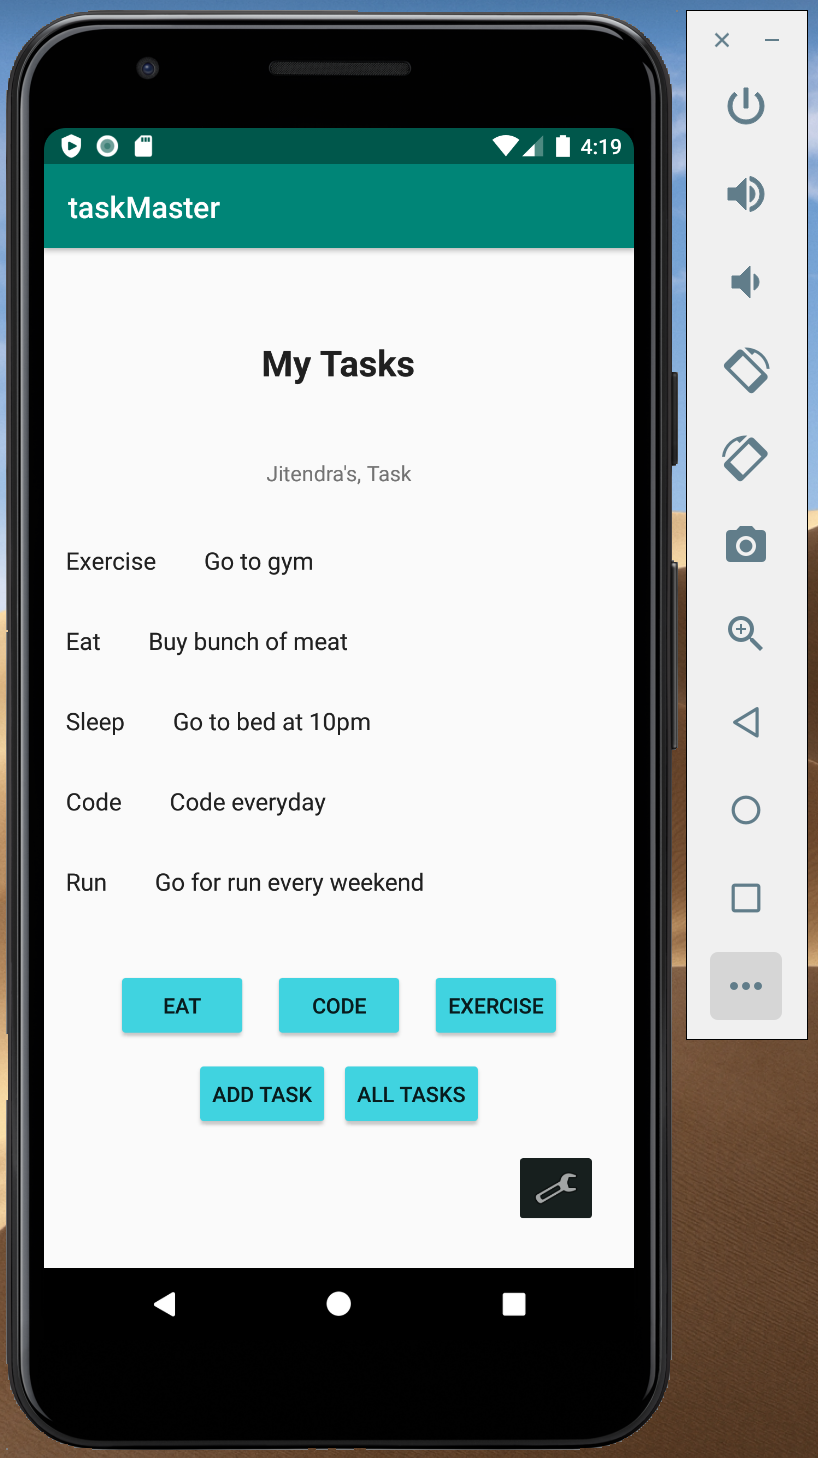 4:19
taskMaster
My Tasks
Jitendra's, Task
Exercise Go to gym
Eat Buy bunch of meat
Sleep Go to bed at 10pm
Code Code everyday
Run Go for run every weekend
EAT CODE EXERCISE
ADD TASK ALL TASKS